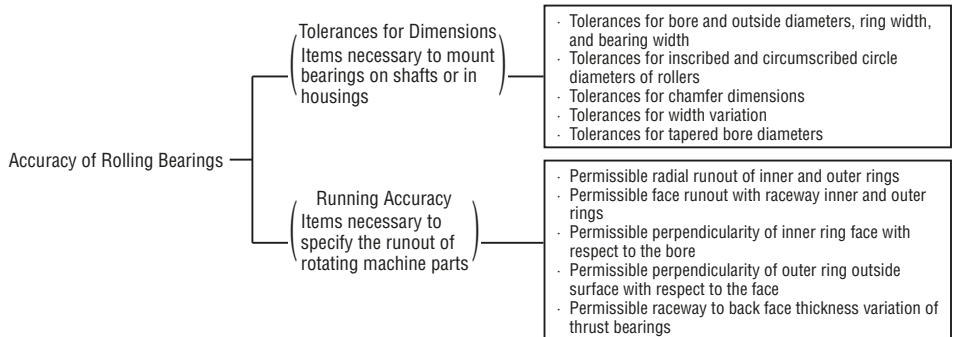 Accuracy of Rolling Bearings
Tolerances for Dimensions
Items necessary to mount
bearings on shafts or in
housings
· Tolerances for bore and outside diameters, ring width,
and bearing width
· Tolerances for inscribed and circumscribed circle
diameters of rollers
· Tolerances for chamfer dimensions
· Tolerances for width variation
· Tolerances for tapered bore diameters
Running Accuracy
Items necessary to
specify the runout of
rotating machine parts
· Permissible radial runout of inner and outer rings
· Permissible face runout with raceway inner and outer
rings
· Permissible perpendicularity of inner ring face with
respect to the bore
· Permissible perpendicularity of outer ring outside
surface with respect to the face
· Permissible raceway to back face thickness variation of
thrust bearings